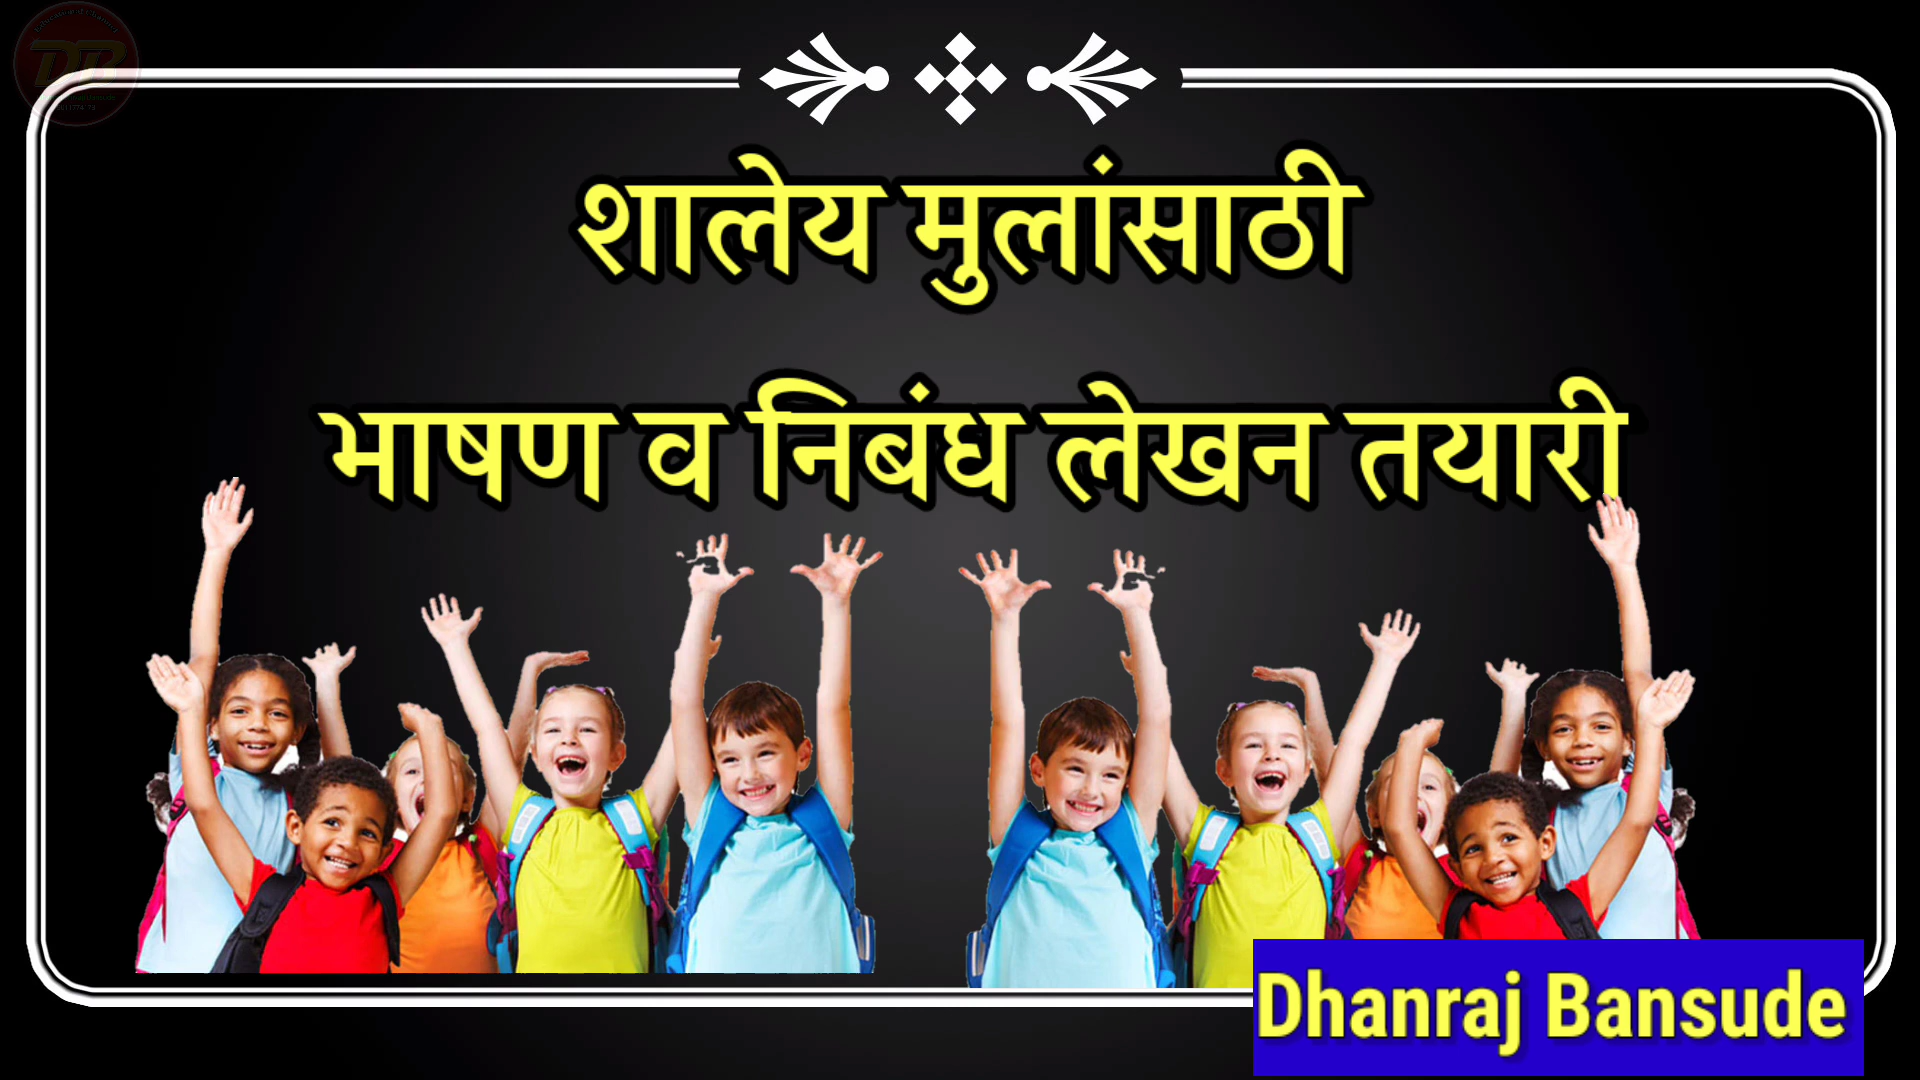 शालेय मुलांसाठी
भाषण व निबंध लेखन तयारी
Dhanraj Bansude